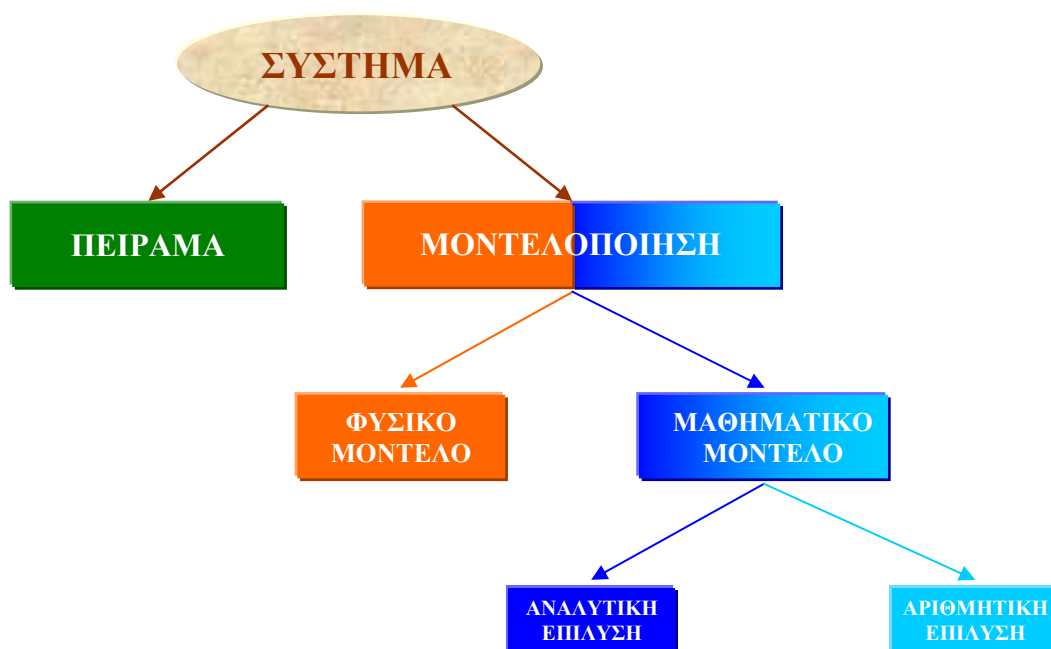 ΣΥΣΤΗΜΑ
ΠΕΙΡΑΜΑ
ΜΟΝΤΕΛΟΠΟΙΗΣΗ
ΦΥΣΙΚΟ
ΜΟΝΤΕΛΟ
ΜΑΘΗΜΑΤΙΚΟ
ΜΟΝΤΕΛΟ
ΑΝΑΛΥΤΙΚΗ
ΕΠΙΛΥΣΗ
ΑΡΙΘΜΗΤΙΚΗ
ΕΠΙΛΥΣΗ